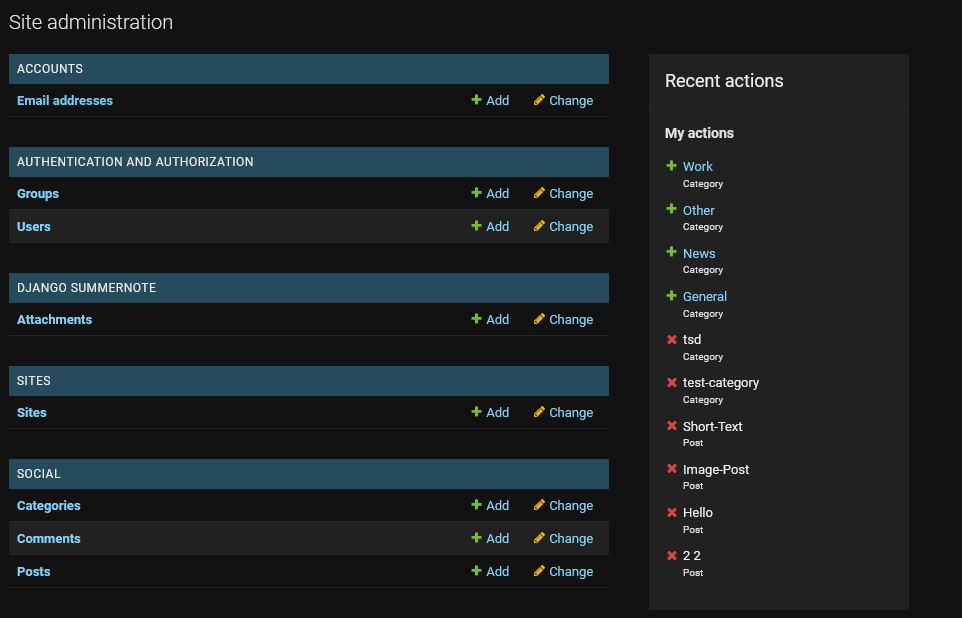 Site administration
ACCOUNTS
Email addresses Add Change
AUTHENTICATION AND AUTHORIZATION
Groups Add Change
Users Add Change
DJANGO SUMMERNOTE
Attachments Add Change
SITES
Sites Add Change
SOCIAL
Categories Add Change
Comments Add Change
Posts Add Change
Recent actions
My actions
Work
Category
Other
Category
News
Category
General
Category
tsd
Category
test-category
Category
Short-Text
Post
Image-Post
Post
Hello
Post
2 2
Post